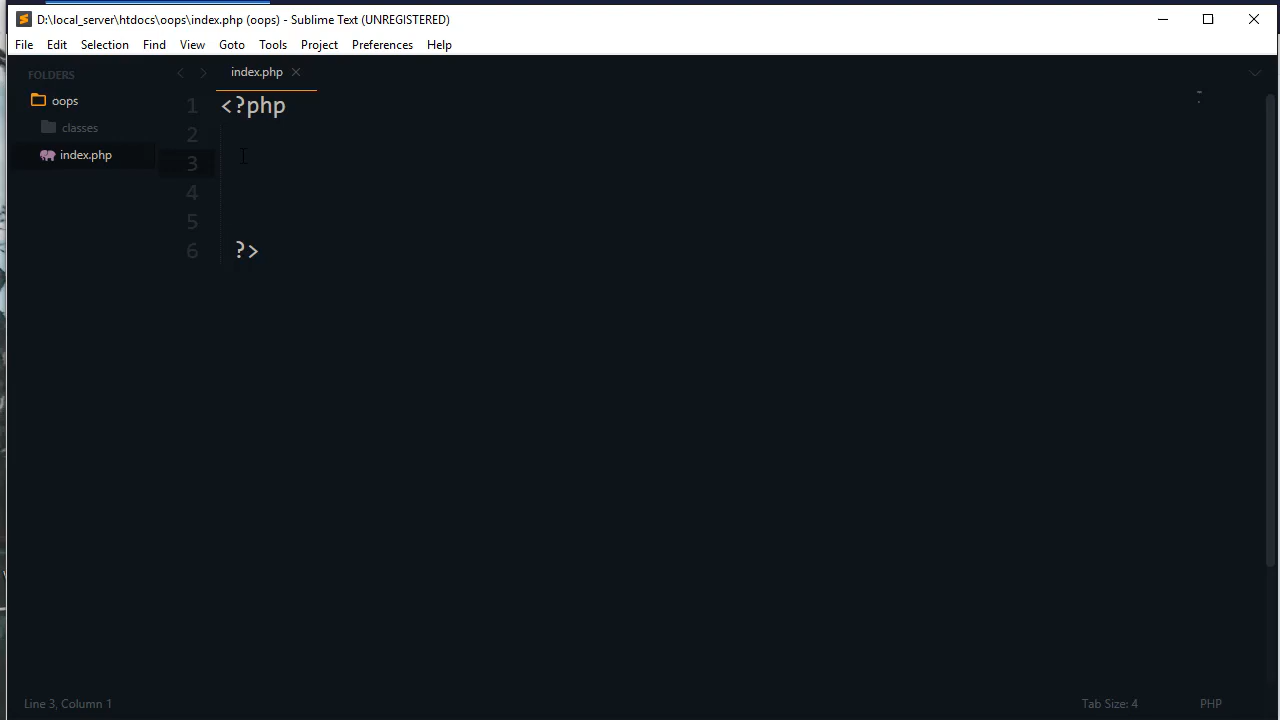 D:\local_server\htdocs\oops\index.php (oops) - Sublime Text (UNREGISTERED)
File Edit Selection Find View Goto Tools Project Preferences Help
FOLDERS
oops
classes
index.php
index.php
1 <?php
2
3
4
5
6 ?>
Line 3, Column 1
Tab Size: 4
PHP